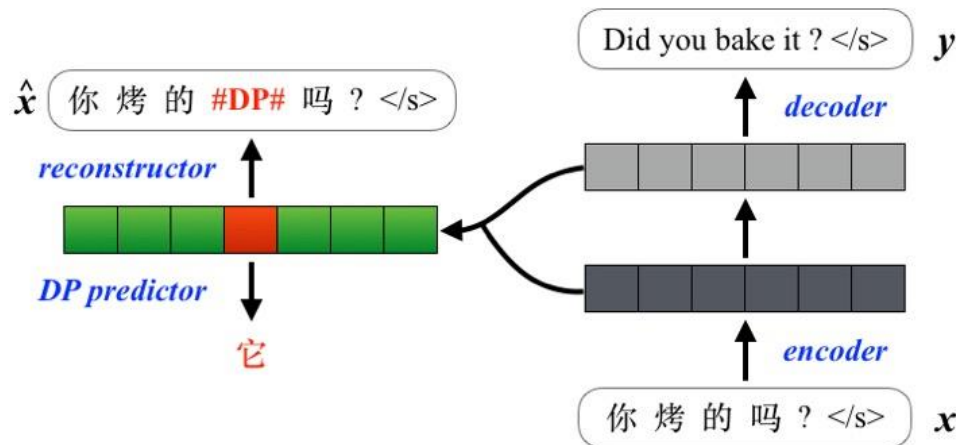 Did you bake it ? </s> y
x̂ 你 烤 的 #DP# 吗 ? </s>
decoder
reconstructor
DP predictor
它
encoder
你 烤 的 吗 ? </s> x